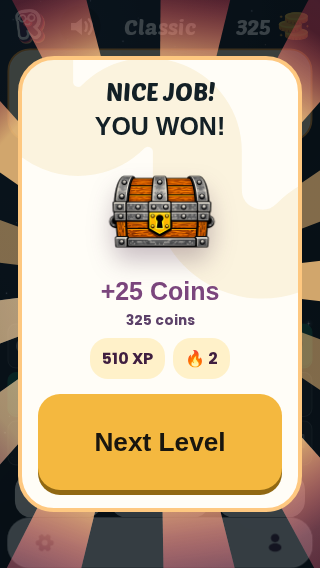 Classic
325
NICE JOB!
YOU WON!
+25 Coins
325 coins
510 XP
🔥 2
Next Level